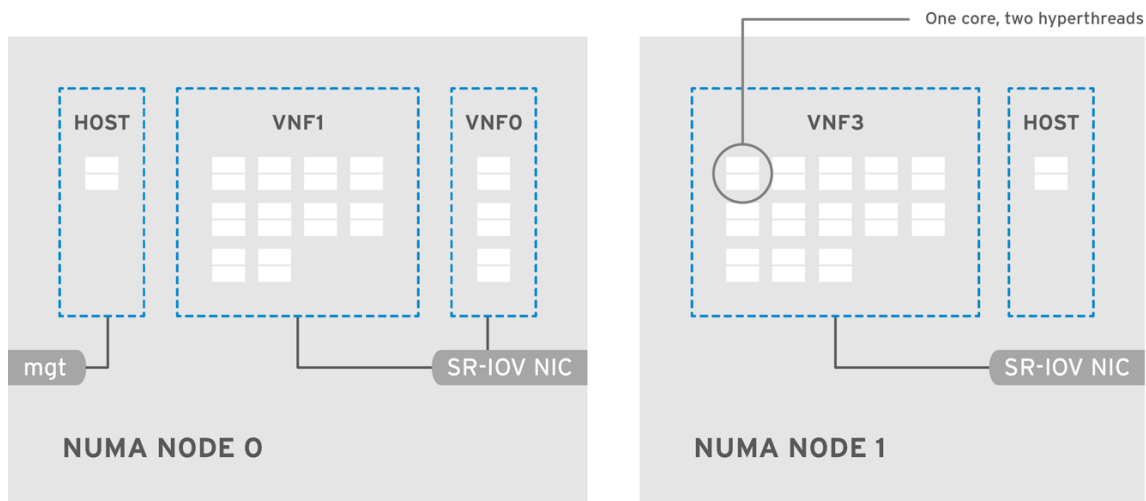 One core, two hyperthreads
HOST
VNF1
VNF0
mgt
SR-IOV NIC
NUMA NODE 0
VNF3
HOST
SR-IOV NIC
NUMA NODE 1